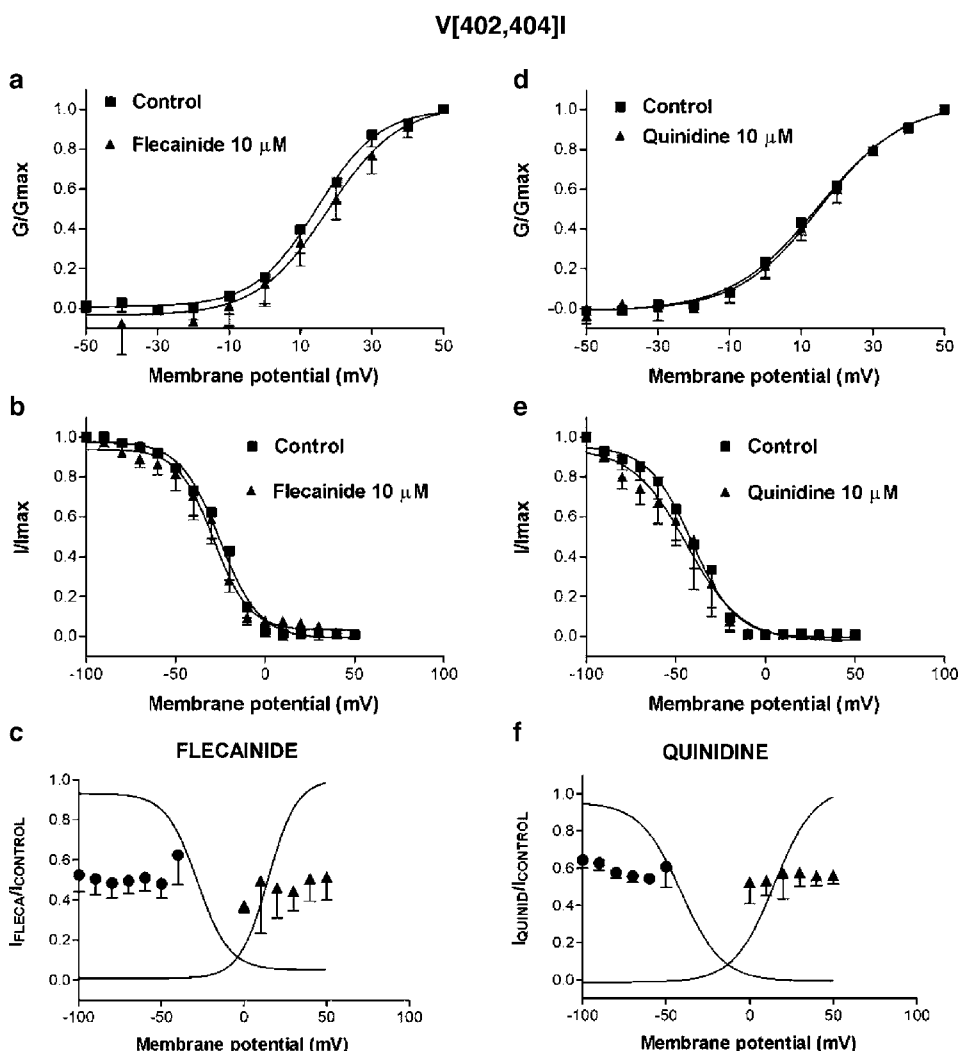 V[402,404]I
a
Control
Flecainide 10 µM
G/Gmax
1.0
0.8
0.6
0.4
0.2
0.0
-50 -30 -10 10 30 50
Membrane potential (mV)
d
Control
Quinidine 10 µM
G/Gmax
1.0
0.8
0.6
0.4
0.2
-0.0
-50 -30 -10 10 30 50
Membrane potential (mV)
b
Control
Flecainide 10 µM
I/Imax
1.0
0.8
0.6
0.4
0.2
0.0
-100 -50 0 50 100
Membrane potential (mV)
e
Control
Quinidine 10 µM
I/Imax
1.0
0.8
0.6
0.4
0.2
0.0
-100 -50 0 50 100
Membrane potential (mV)
c
FLECAINIDE
IFLECA/ICONTROL
1.0
0.8
0.6
0.4
0.2
0.0
-100 -50 0 50 100
Membrane potential (mV)
f
QUINIDINE
IQUINID/ICONTROL
1.0
0.8
0.6
0.4
0.2
0.0
-100 -50 0 50 100
Membrane potential (mV)